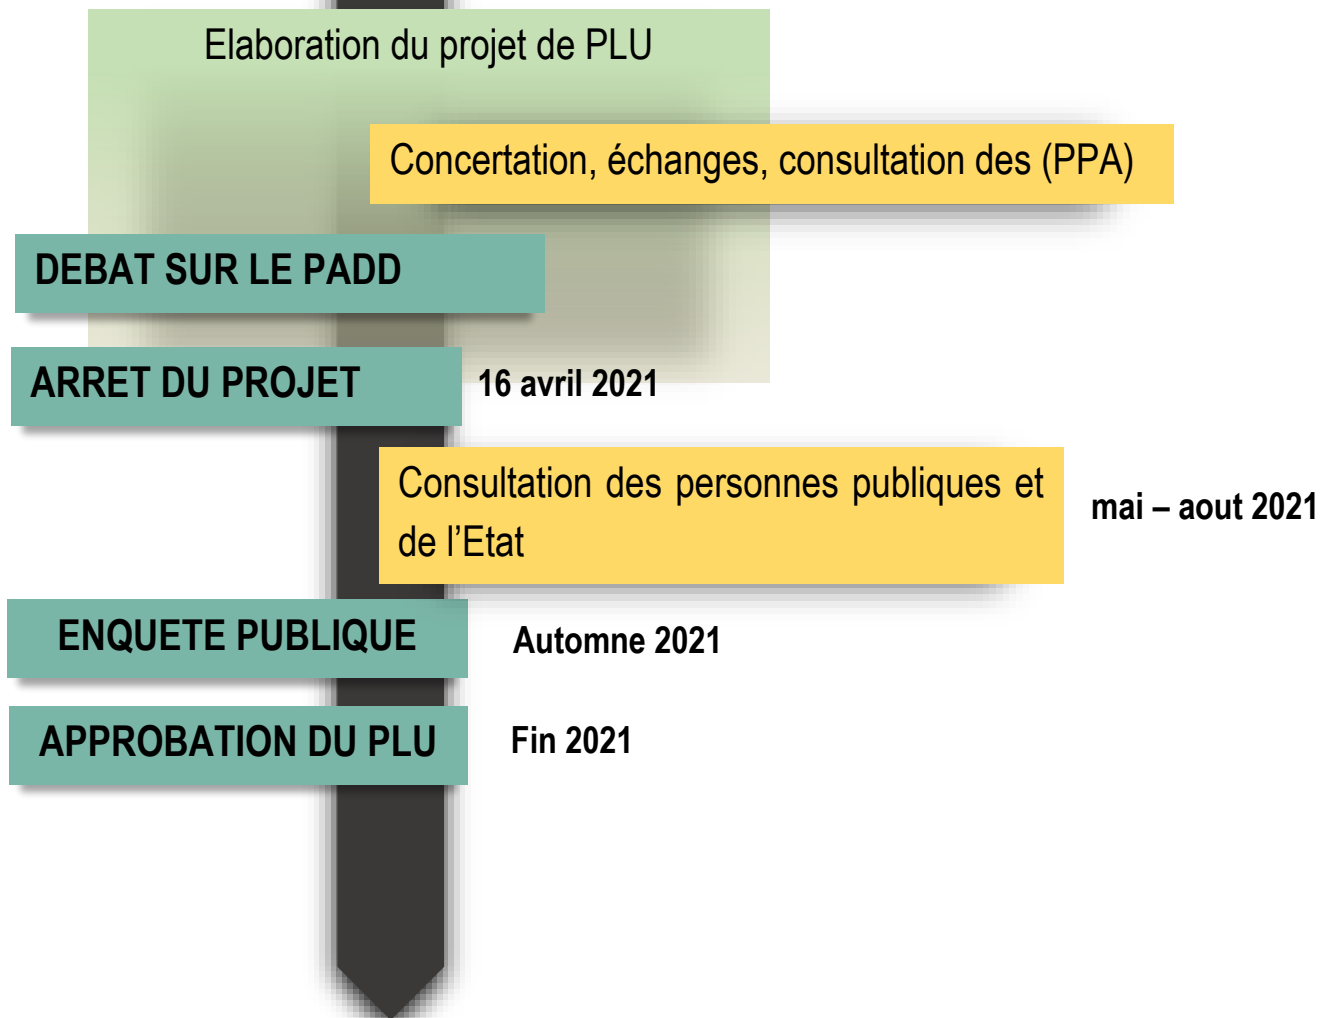 Elaboration du projet de PLU
Concertation, échanges, consultation des (PPA)
DEBAT SUR LE PADD
ARRET DU PROJET
16 avril 2021
Consultation des personnes publiques et
de l’Etat
mai – aout 2021
ENQUETE PUBLIQUE
Automne 2021
APPROBATION DU PLU
Fin 2021